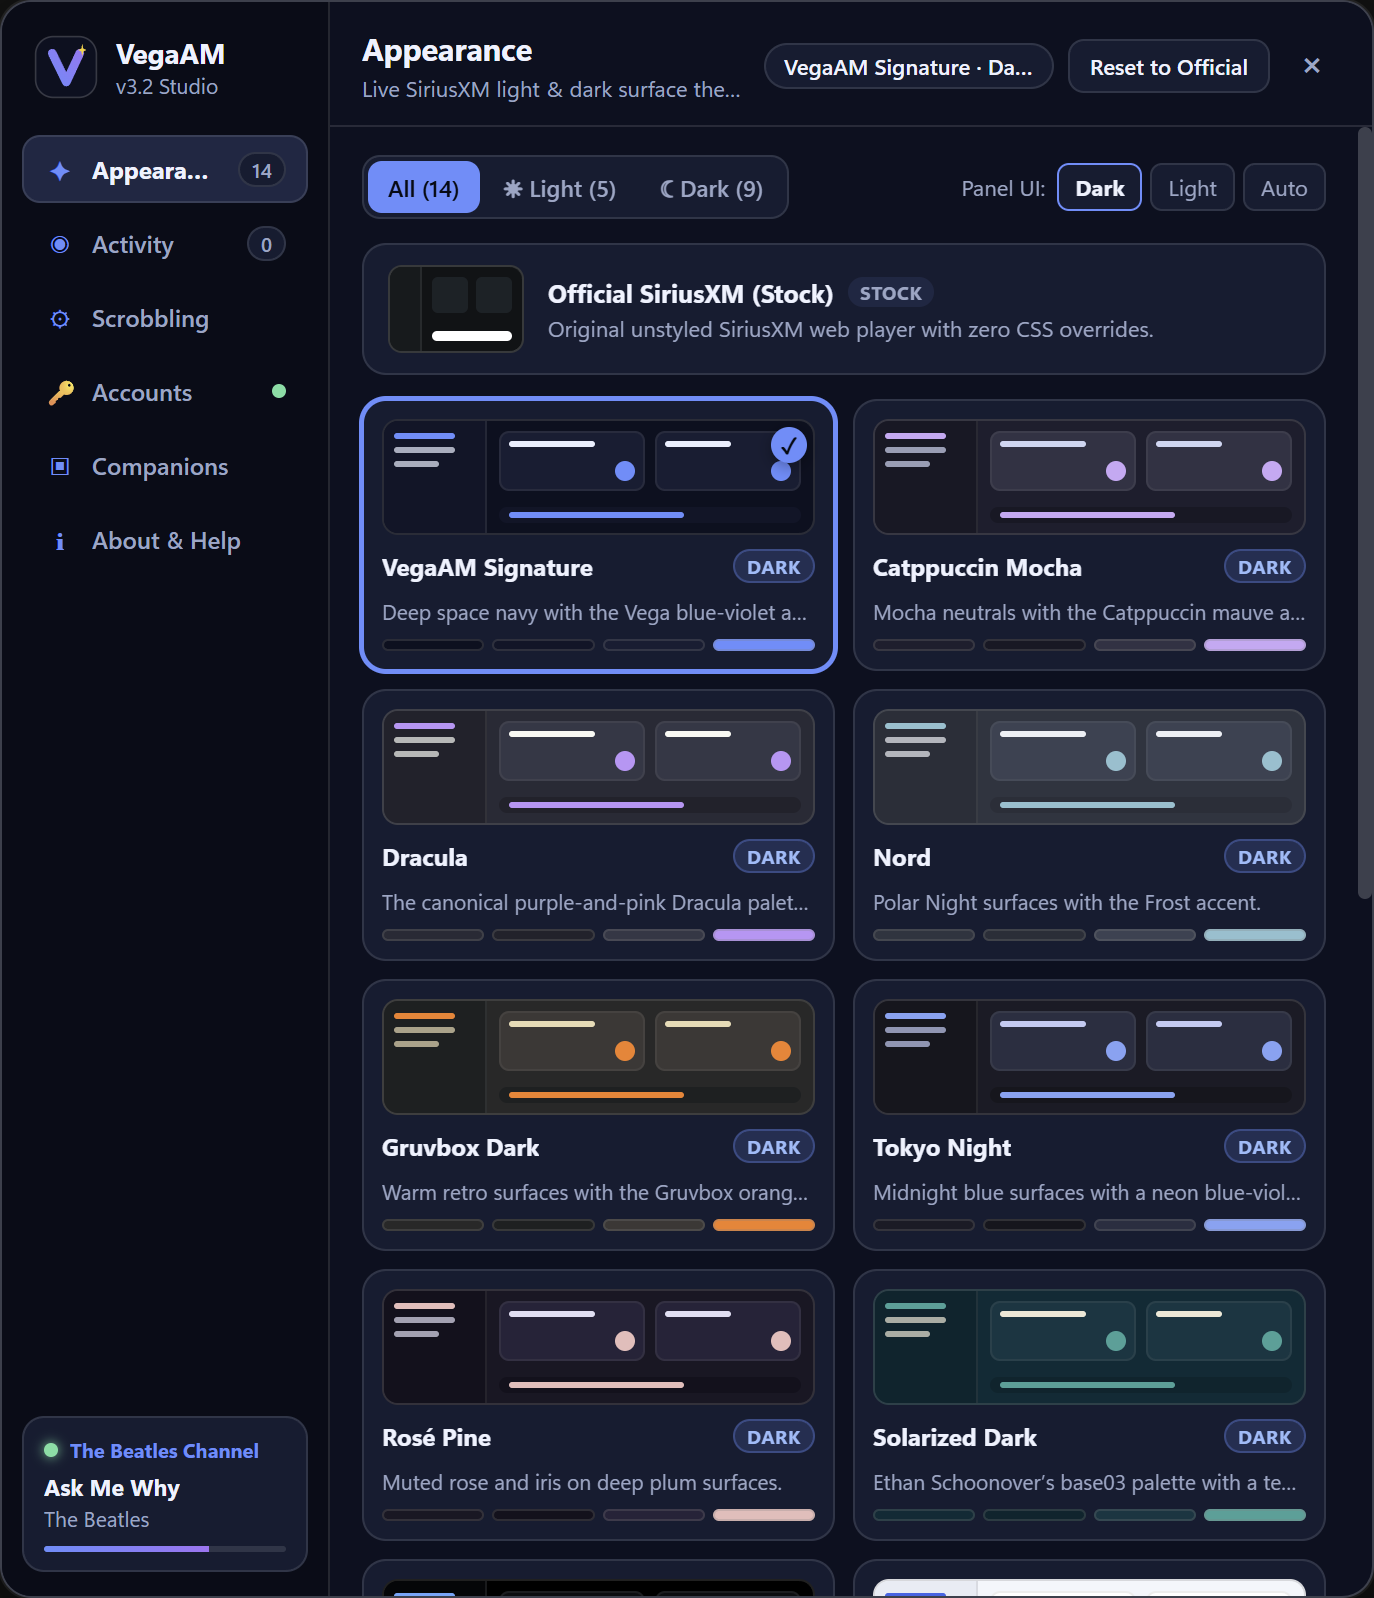 VegaAM
v3.2 Studio
Appeara... 14
Activity 0
Scrobbling
Accounts
Companions
About & Help
The Beatles Channel
Ask Me Why
The Beatles
Appearance
Live SiriusXM light & dark surface the...
VegaAM Signature · Da...
Reset to Official
All (14)
Light (5)
Dark (9)
Panel UI:
Dark
Light
Auto
Official SiriusXM (Stock) STOCK
Original unstyled SiriusXM web player with zero CSS overrides.
VegaAM Signature DARK
Deep space navy with the Vega blue-violet a...
Catppuccin Mocha DARK
Mocha neutrals with the Catppuccin mauve a...
Dracula DARK
The canonical purple-and-pink Dracula palet...
Nord DARK
Polar Night surfaces with the Frost accent.
Gruvbox Dark DARK
Warm retro surfaces with the Gruvbox orang...
Tokyo Night DARK
Midnight blue surfaces with a neon blue-viol...
Rosé Pine DARK
Muted rose and iris on deep plum surfaces.
Solarized Dark DARK
Ethan Schoonover’s base03 palette with a te...